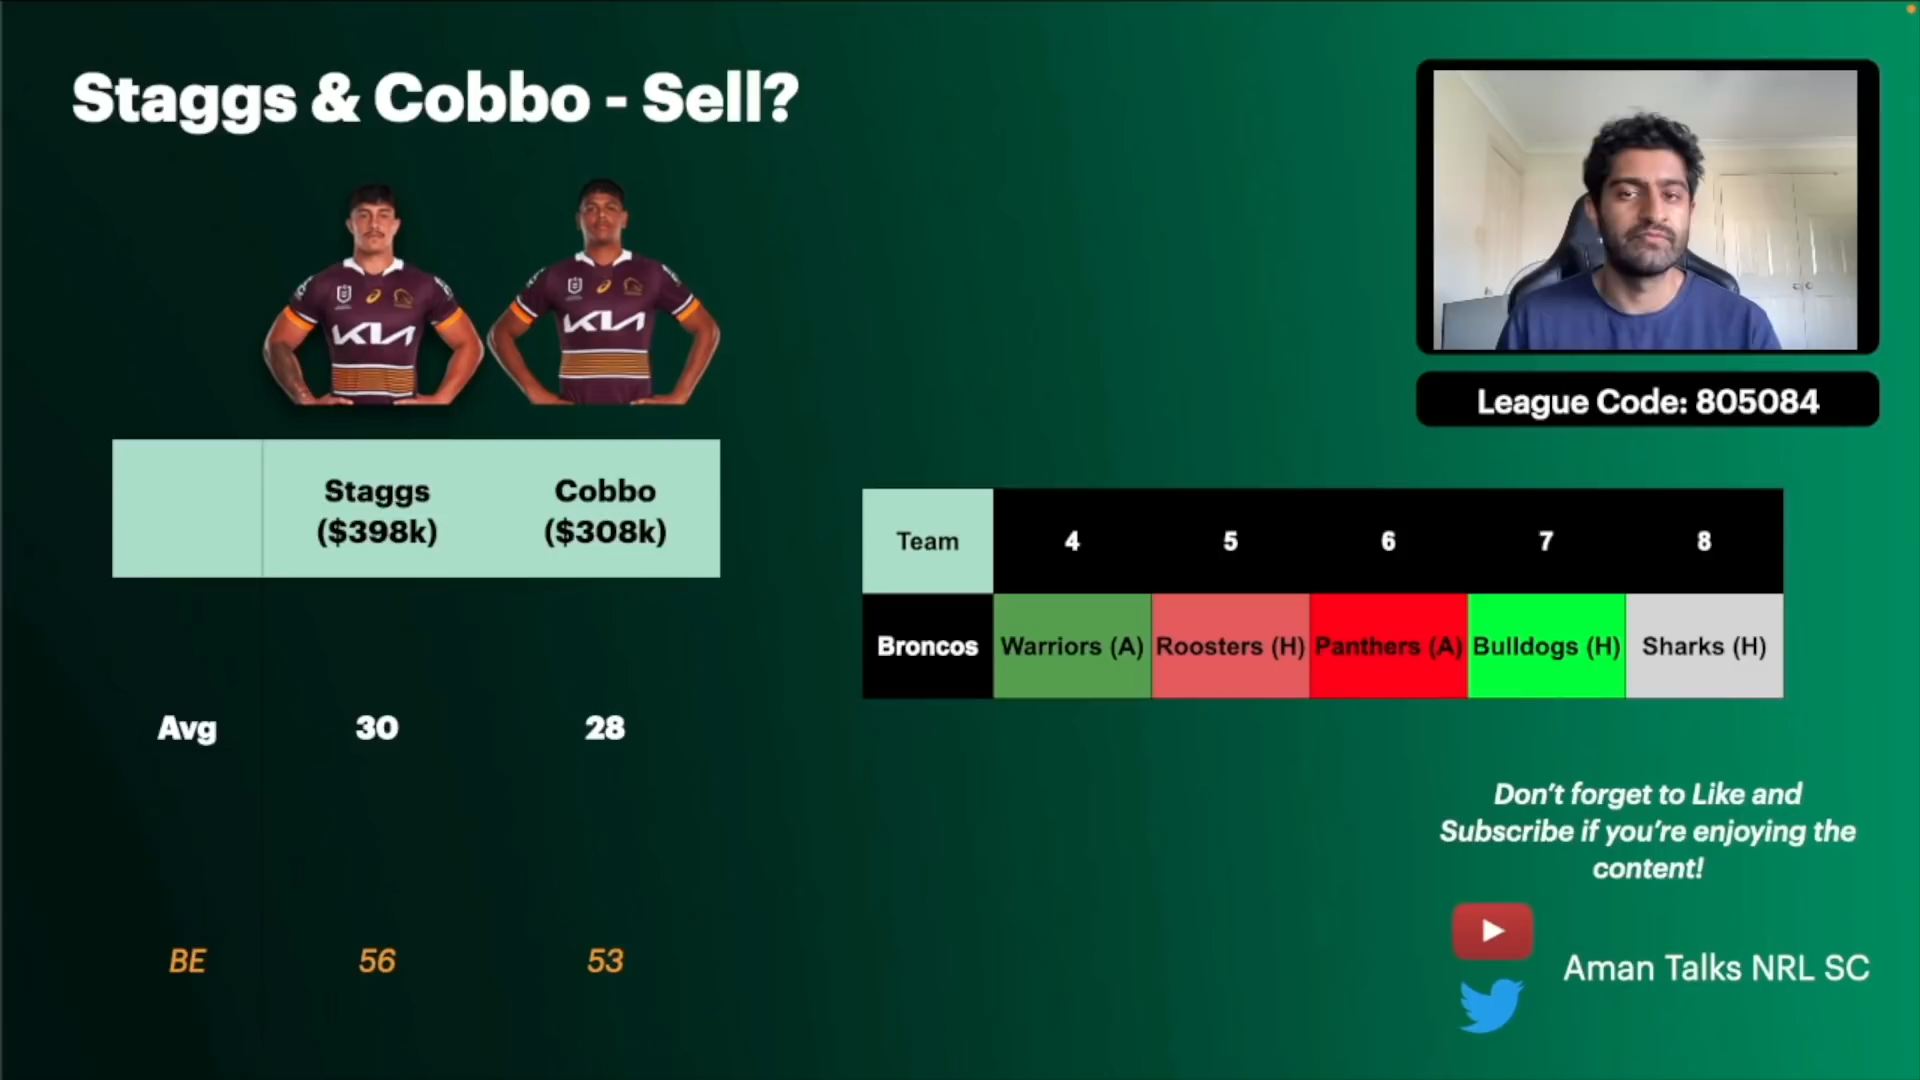 Staggs & Cobbo - Sell?
KIA
KIA
League Code: 805084
Staggs
($398k)
Cobbo
($308k)
Avg
30
28
BE
56
53
Team
4
5
6
7
8
Broncos
Warriors (A)
Roosters (H)
Panthers (A)
Bulldogs (H)
Sharks (H)
Don't forget to Like and
Subscribe if you're enjoying the
content!
Aman Talks NRL SC